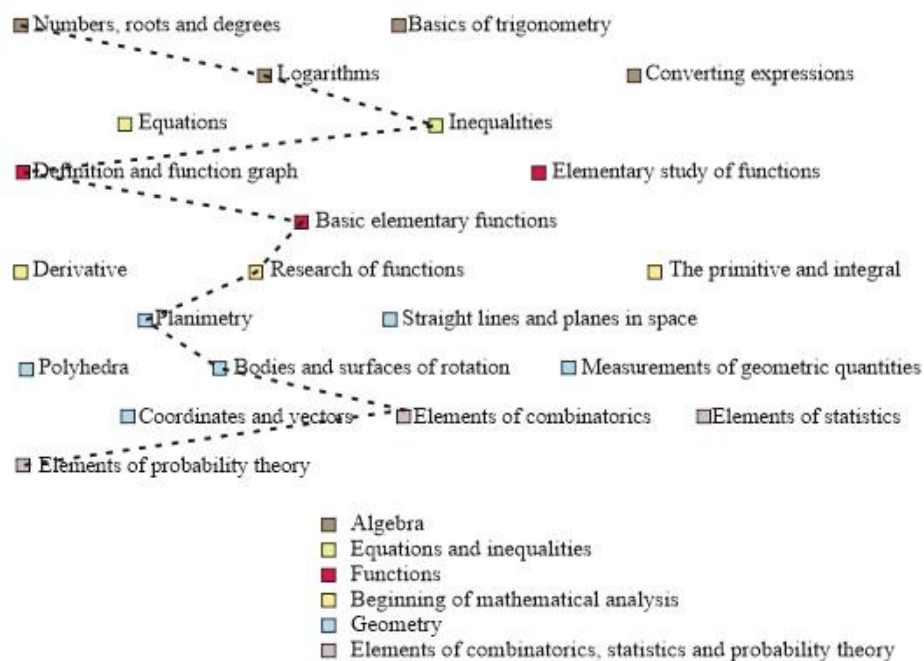 Numbers, roots and degrees Basics of trigonometry
Logarithms Converting expressions
Equations Inequalities
Definition and function graph Elementary study of functions
Basic elementary functions
Derivative Research of functions The primitive and integral
Planimetry Straight lines and planes in space
Polyhedra Bodies and surfaces of rotation Measurements of geometric quantities
Coordinates and vectors Elements of combinatorics Elements of statistics
Elements of probability theory
Algebra
Equations and inequalities
Functions
Beginning of mathematical analysis
Geometry
Elements of combinatorics, statistics and probability theory